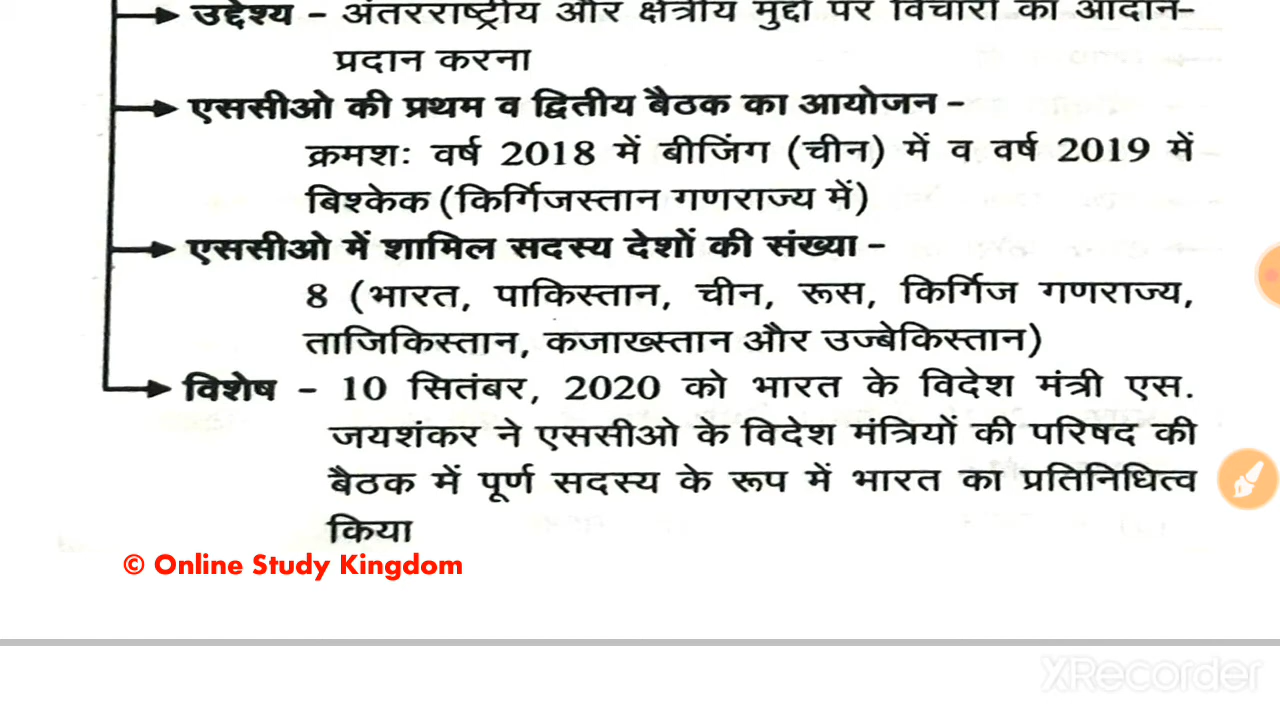 उद्देश्य - अंतरराष्ट्रीय और क्षेत्रीय मुद्दों पर विचारों का आदान-
प्रदान करना
एससीओ की प्रथम व द्वितीय बैठक का आयोजन -
क्रमशः वर्ष 2018 में बीजिंग (चीन) में व वर्ष 2019 में
बिश्केक (किर्गिजस्तान गणराज्य में)
एससीओ में शामिल सदस्य देशों की संख्या -
8 (भारत, पाकिस्तान, चीन, रूस, किर्गिज गणराज्य,
ताजिकिस्तान, कजाख्स्तान और उज्बेकिस्तान)
विशेष - 10 सितंबर, 2020 को भारत के विदेश मंत्री एस.
जयशंकर ने एससीओ के विदेश मंत्रियों की परिषद की
बैठक में पूर्ण सदस्य के रूप में भारत का प्रतिनिधित्व
किया
© Online Study Kingdom
XRecorder